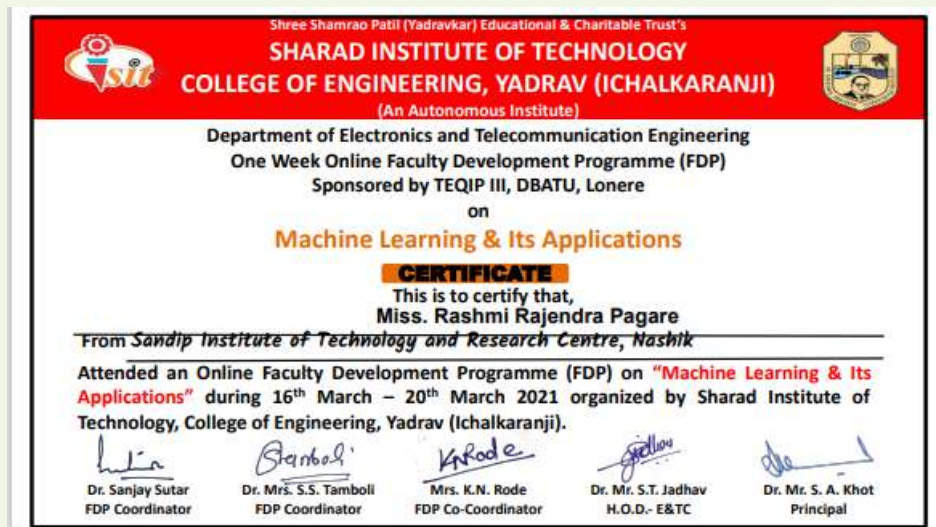 Shree Shamrao Patil (Yadravkar) Educational & Charitable Trust's
SHARAD INSTITUTE OF TECHNOLOGY
COLLEGE OF ENGINEERING, YADRAV (ICHALKARANJI)
(An Autonomous Institute)
sit
Department of Electronics and Telecommunication Engineering
One Week Online Faculty Development Programme (FDP)
Sponsored by TEQIP III, DBATU, Lonere
on
Machine Learning & Its Applications
CERTIFICATE
This is to certify that,
Miss. Rashmi Rajendra Pagare
From Sandip Institute of Technology and Research Centre, Nashik
Attended an Online Faculty Development Programme (FDP) on “Machine Learning & Its
Applications” during 16th March – 20th March 2021 organized by Sharad Institute of
Technology, College of Engineering, Yadrav (Ichalkaranji).
Stamboli
KNRode
Dr. Sanjay Sutar Dr. Mrs. S.S. Tamboli Mrs. K.N. Rode Dr. Mr. S.T. Jadhav Dr. Mr. S. A. Khot
FDP Coordinator FDP Coordinator FDP Co-Coordinator H.O.D.- E&TC Principal